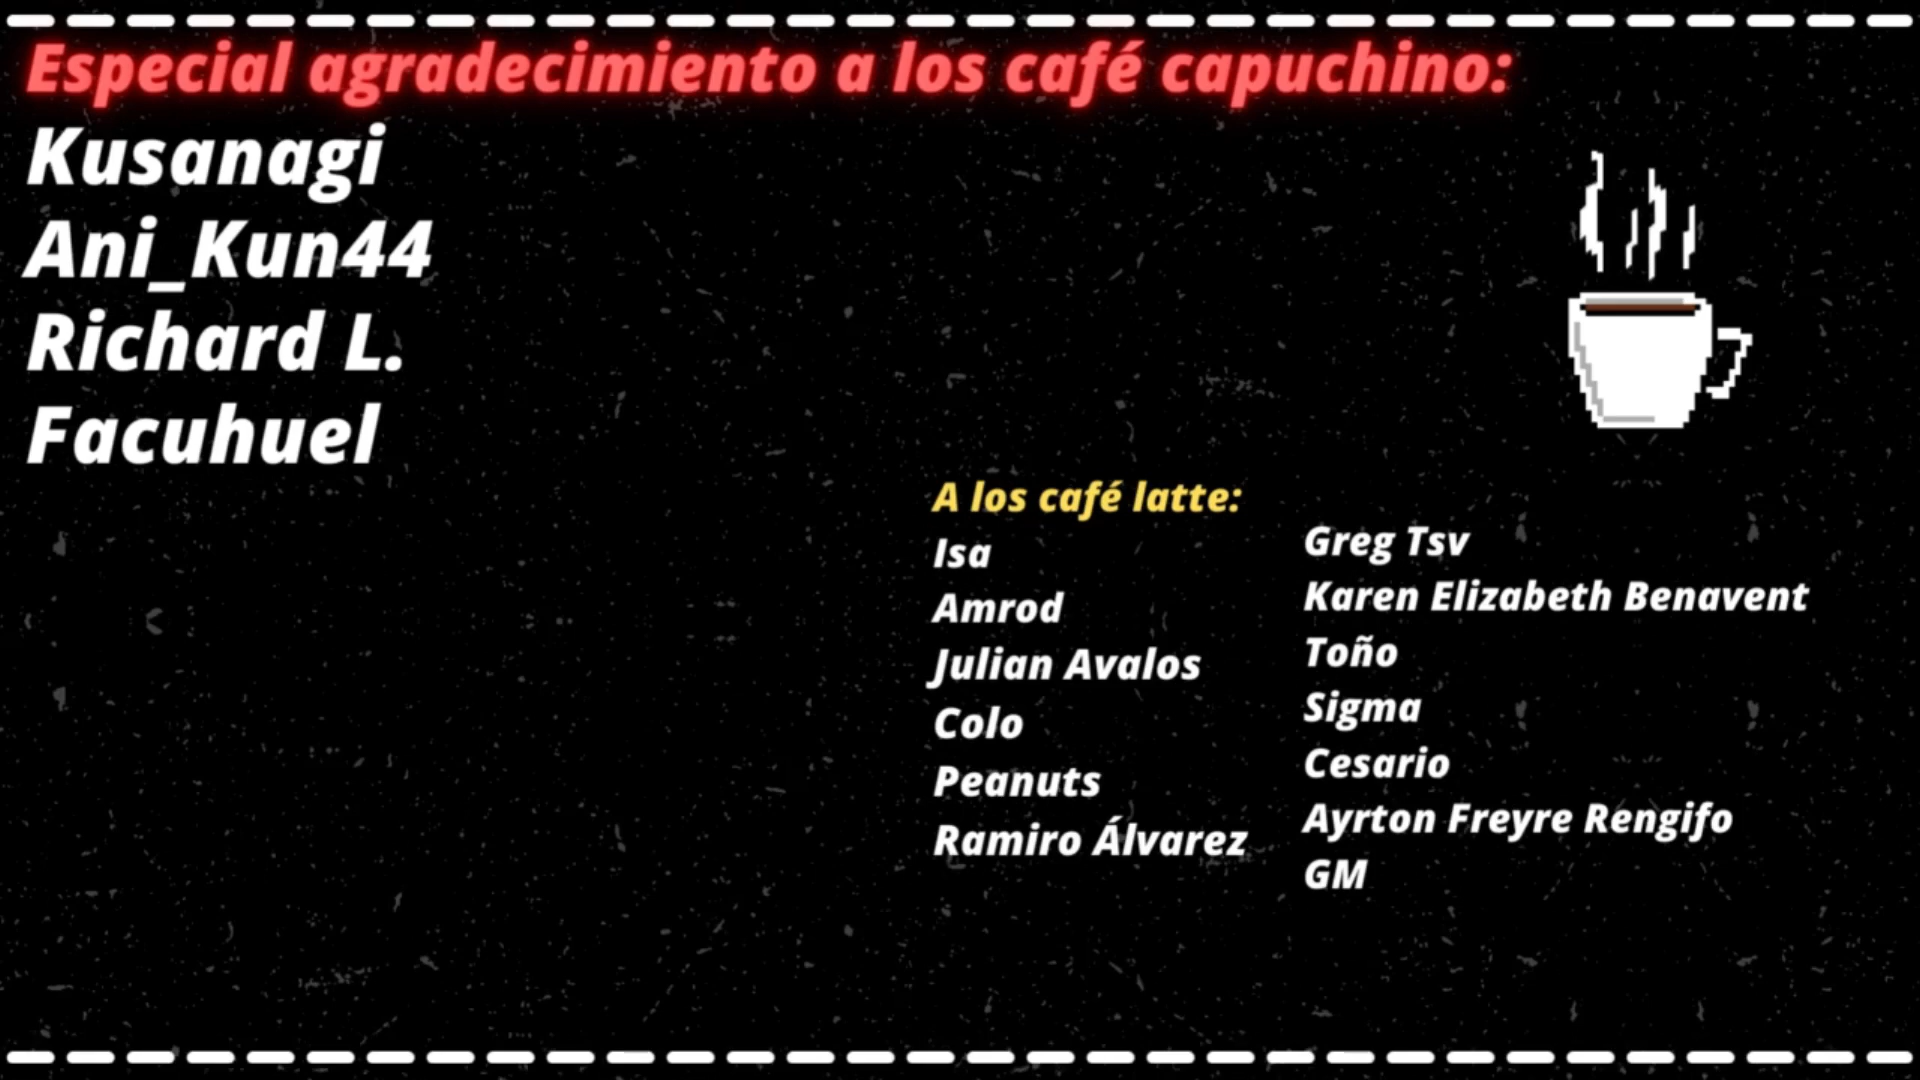 Especial agradecimiento a los café capuchino:
Kusanagi
Ani_Kun44
Richard L.
Facuhuel
A los café latte:
Isa
Amrod
Julian Avalos
Colo
Peanuts
Ramiro Álvarez
Greg Tsv
Karen Elizabeth Benavent
Toño
Sigma
Cesario
Ayrton Freyre Rengifo
GM